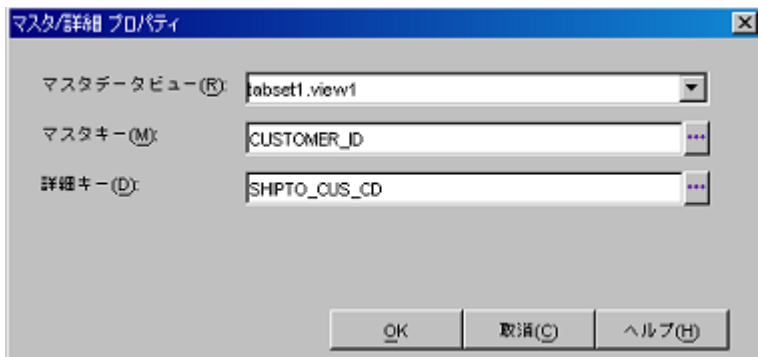 マスタ/詳細 プロパティ
マスタデータビュー(R): tabset1.view1
マスタキー(M): CUSTOMER_ID
詳細キー(D): SHIPTO_CUS_CD
OK 取消(C) ヘルプ(H)